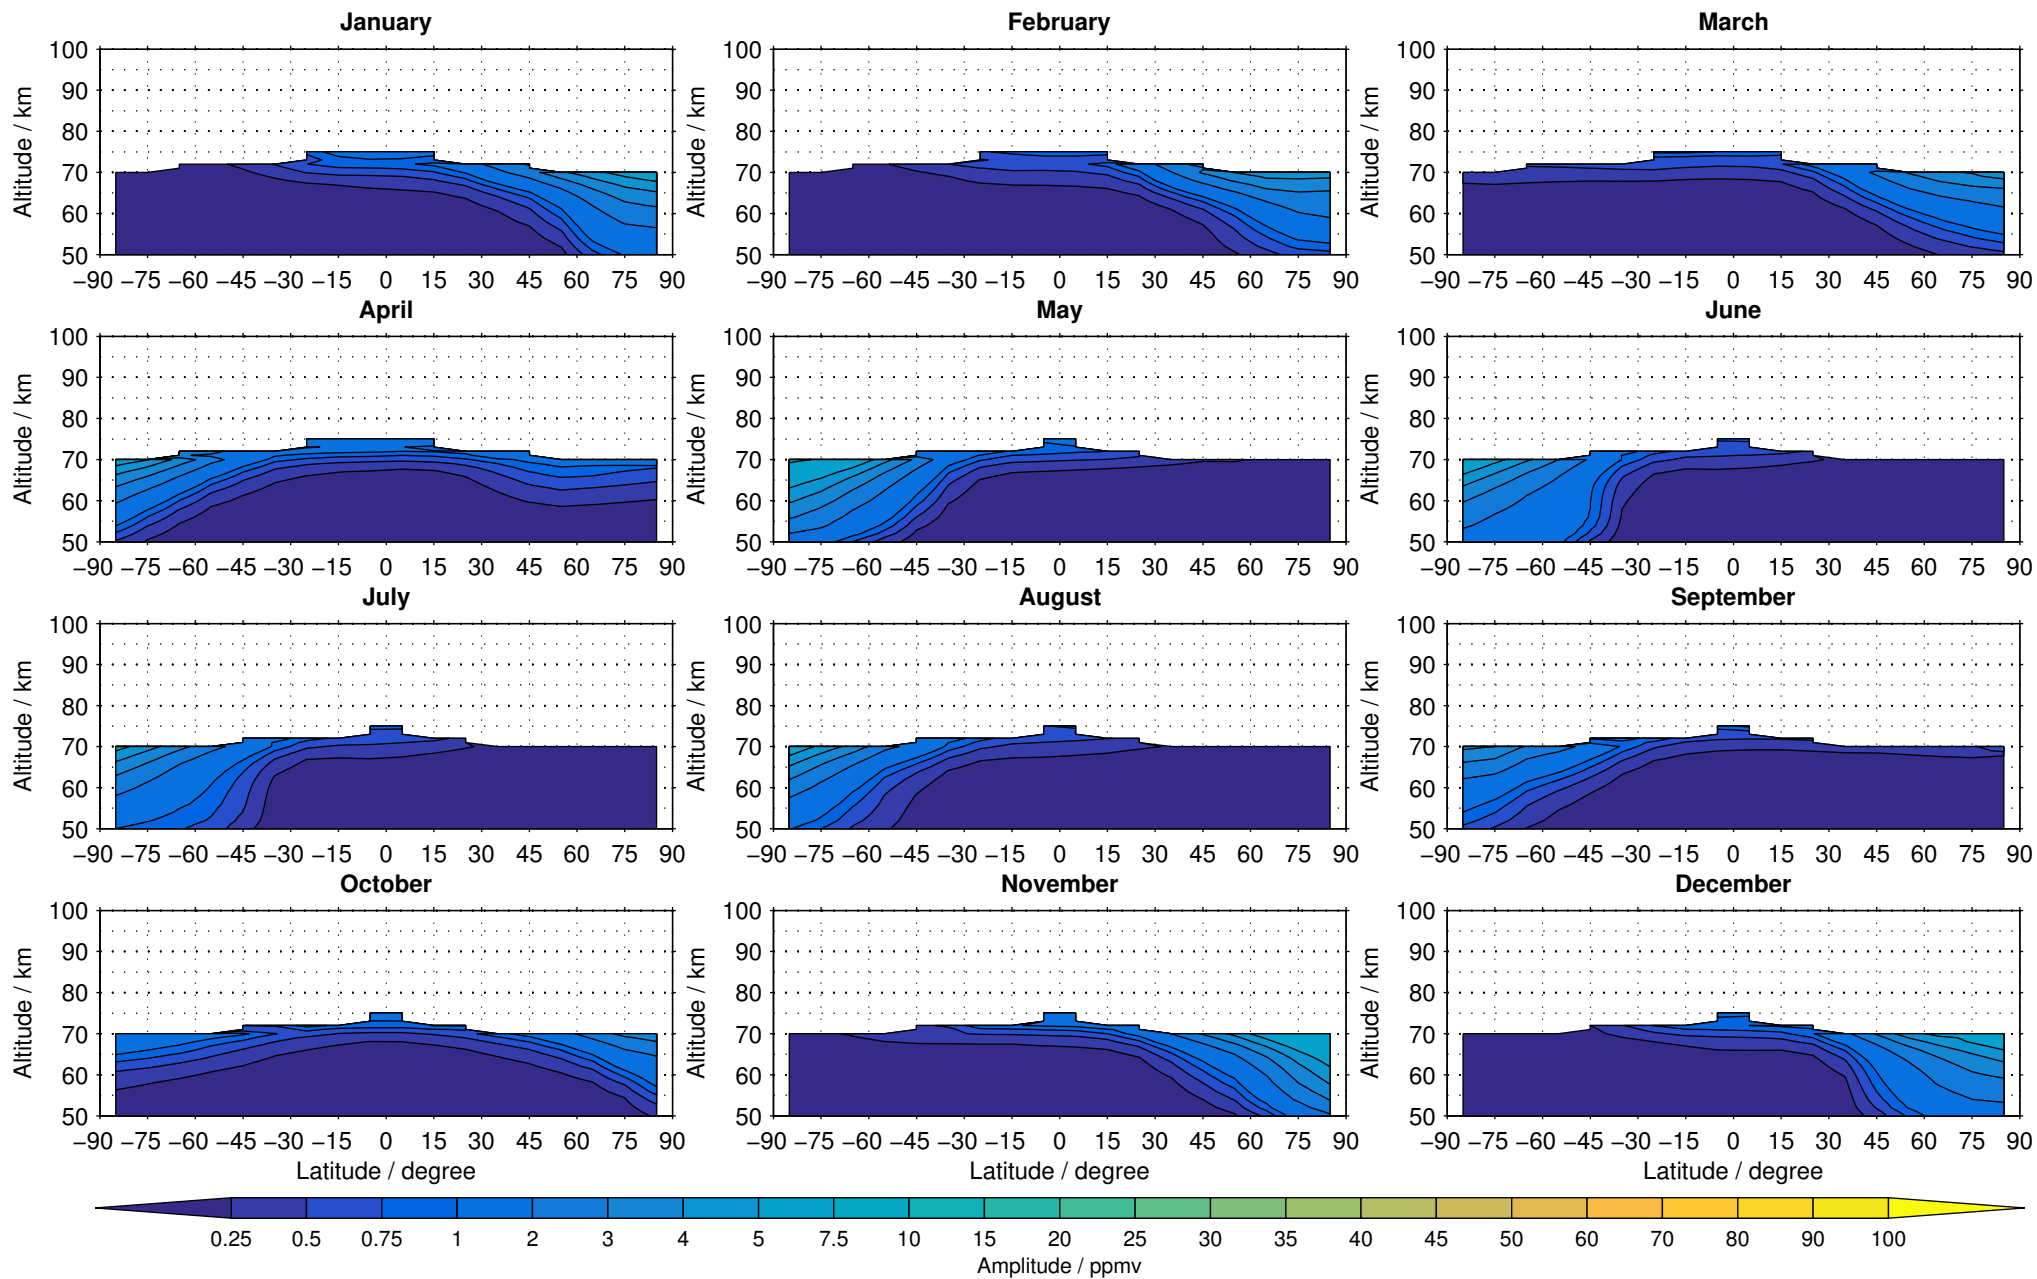 January February March
100 100 100
90 90 90
80 80 80
70 70 70
60 60 60
50 50 50
Altitude / km Altitude / km Altitude / km
−90 −75 −60 −45 −30 −15 0 15 30 45 60 75 90 −90 −75 −60 −45 −30 −15 0 15 30 45 60 75 90 −90 −75 −60 −45 −30 −15 0 15 30 45 60 75 90
April May June
100 100 100
90 90 90
80 80 80
70 70 70
60 60 60
50 50 50
Altitude / km Altitude / km Altitude / km
−90 −75 −60 −45 −30 −15 0 15 30 45 60 75 90 −90 −75 −60 −45 −30 −15 0 15 30 45 60 75 90 −90 −75 −60 −45 −30 −15 0 15 30 45 60 75 90
July August September
100 100 100
90 90 90
80 80 80
70 70 70
60 60 60
50 50 50
Altitude / km Altitude / km Altitude / km
−90 −75 −60 −45 −30 −15 0 15 30 45 60 75 90 −90 −75 −60 −45 −30 −15 0 15 30 45 60 75 90 −90 −75 −60 −45 −30 −15 0 15 30 45 60 75 90
October November December
100 100 100
90 90 90
80 80 80
70 70 70
60 60 60
50 50 50
Altitude / km Altitude / km Altitude / km
−90 −75 −60 −45 −30 −15 0 15 30 45 60 75 90 −90 −75 −60 −45 −30 −15 0 15 30 45 60 75 90 −90 −75 −60 −45 −30 −15 0 15 30 45 60 75 90
Latitude / degree Latitude / degree Latitude / degree
0.25 0.5 0.75 1 2 3 4 5 7.5 10 15 20 25 30 35 40 45 50 60 70 80 90 100
Amplitude / ppmv